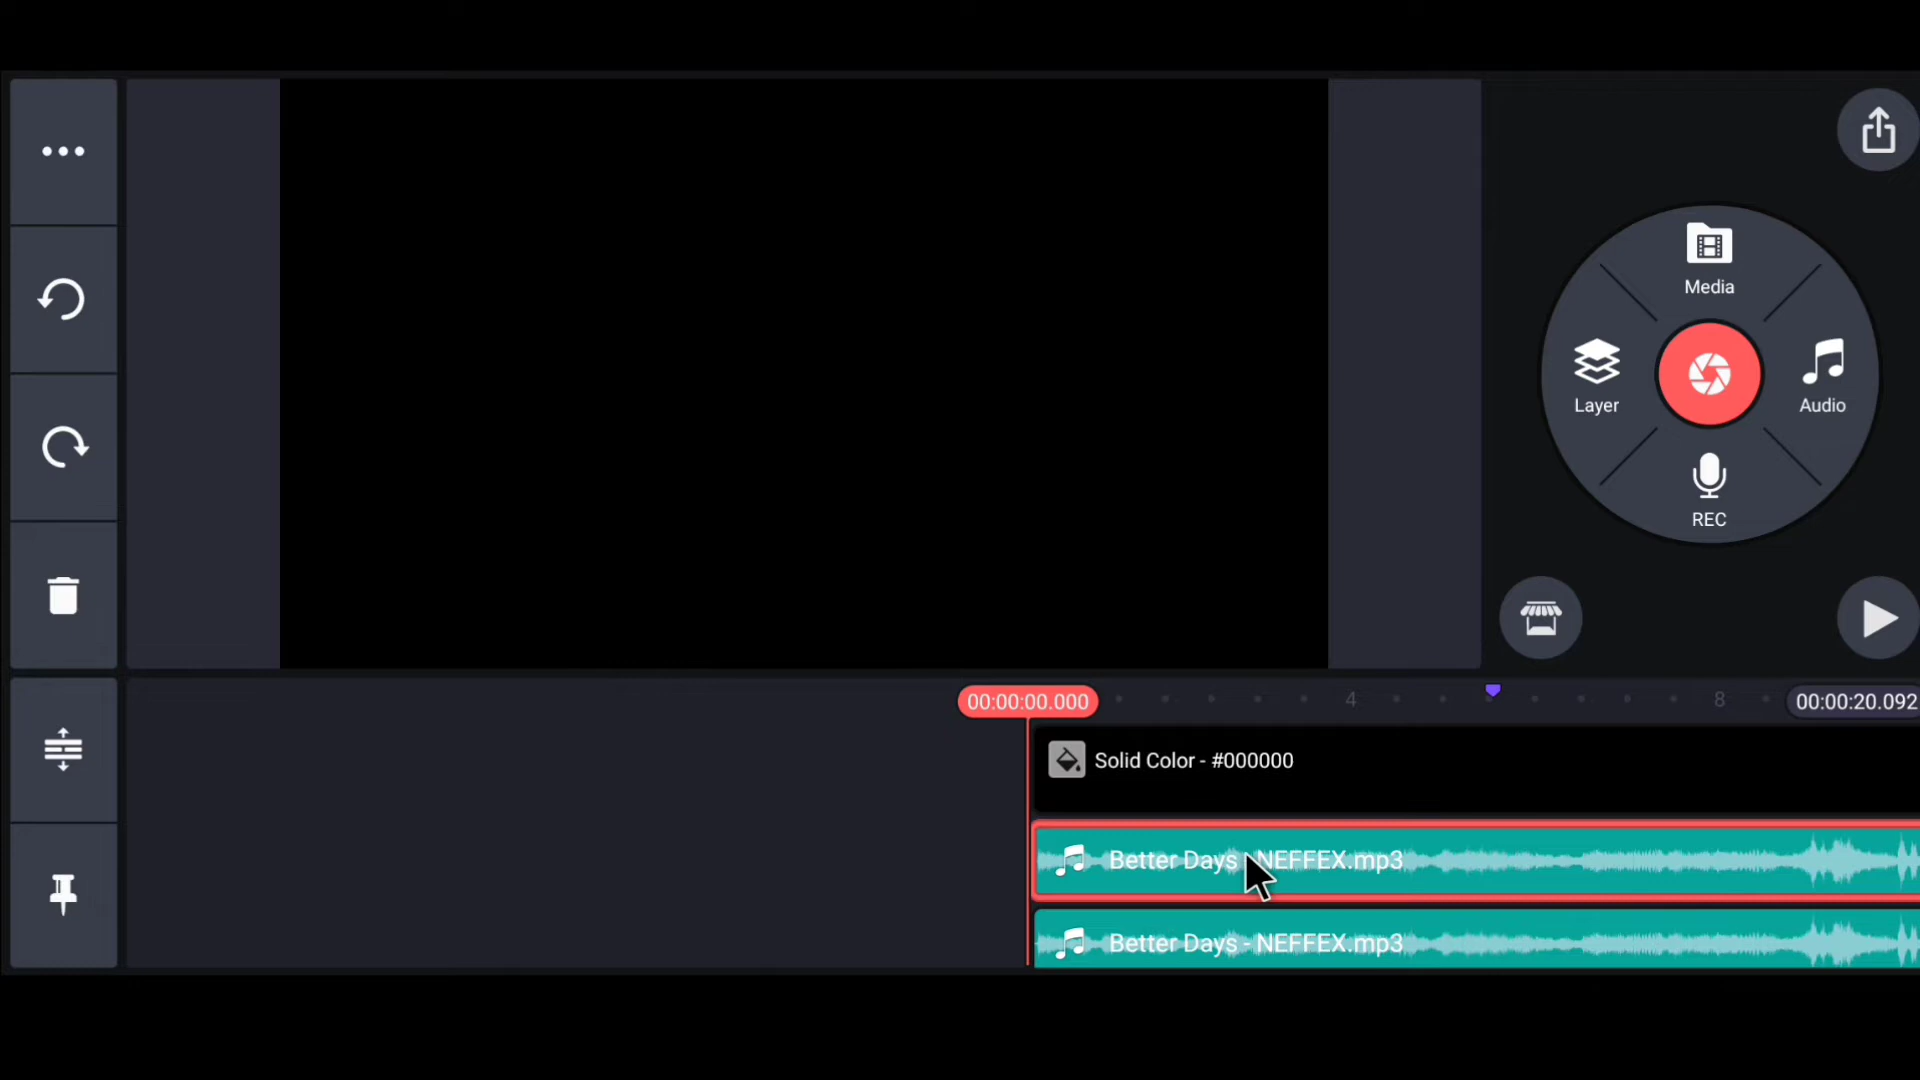 Media
Layer
Audio
REC
00:00:00.000
4
8
00:00:20.092
Solid Color - #000000
Better Days - NEFFEX.mp3
Better Days - NEFFEX.mp3